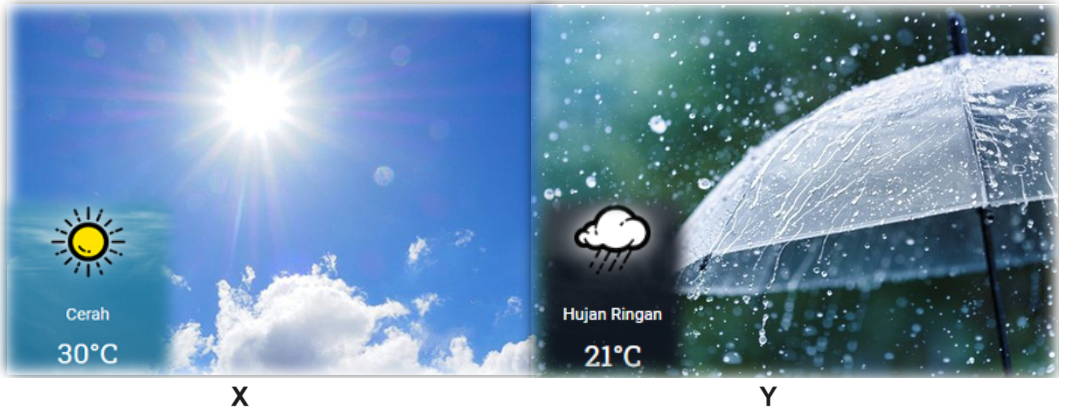 Cerah
30°C
Hujan Ringan
21°C
X
Y